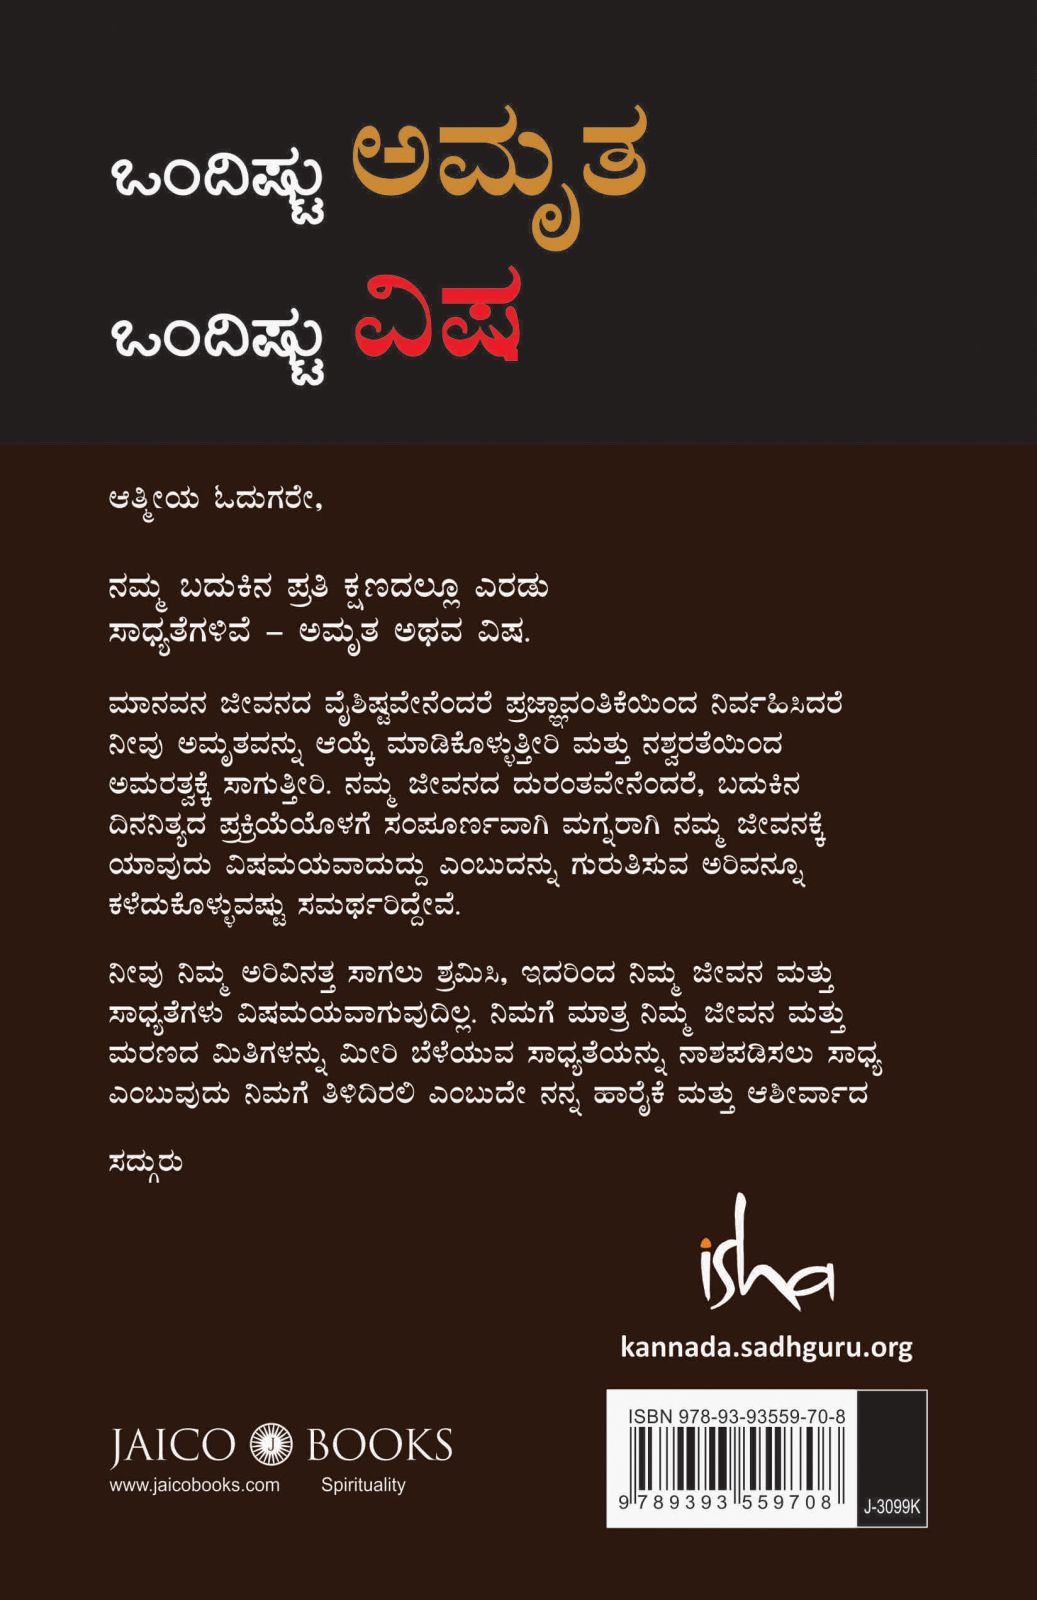 ಒಂದಿಷ್ಟು ಅಮೃತ
ಒಂದಿಷ್ಟು ವಿಷ
ಆತ್ಮೀಯ ಓದುಗರೇ,
ನಮ್ಮ ಬದುಕಿನ ಪ್ರತಿ ಕ್ಷಣದಲ್ಲೂ ಎರಡು
ಸಾಧ್ಯತೆಗಳಿವೆ – ಅಮೃತ ಅಥವ ವಿಷ.
ಮಾನವನ ಜೀವನದ ವೈಶಿಷ್ಟವೇನೆಂದರೆ ಪ್ರಜ್ಞಾವಂತಿಕೆಯಿಂದ ನಿರ್ವಹಿಸಿದರೆ
ನೀವು ಅಮೃತವನ್ನು ಆಯ್ಕೆ ಮಾಡಿಕೊಳ್ಳುತ್ತೀರಿ ಮತ್ತು ನಶ್ವರತೆಯಿಂದ
ಅಮರತ್ವಕ್ಕೆ ಸಾಗುತ್ತೀರಿ. ನಮ್ಮ ಜೀವನದ ದುರಂತವೇನೆಂದರೆ, ಬದುಕಿನ
ದಿನನಿತ್ಯದ ಪ್ರಕ್ರಿಯೆಯೊಳಗೆ ಸಂಪೂರ್ಣವಾಗಿ ಮಗ್ನರಾಗಿ ನಮ್ಮ ಜೀವನಕ್ಕೆ
ಯಾವುದು ವಿಷಮಯವಾದುದ್ದು ಎಂಬುದನ್ನು ಗುರುತಿಸುವ ಅರಿವನ್ನೂ
ಕಳೆದುಕೊಳ್ಳುವಷ್ಟು ಸಮರ್ಥರಿದ್ದೇವೆ.
ನೀವು ನಿಮ್ಮ ಅರಿವಿನತ್ತ ಸಾಗಲು ಶ್ರಮಿಸಿ, ಇದರಿಂದ ನಿಮ್ಮ ಜೀವನ ಮತ್ತು
ಸಾಧ್ಯತೆಗಳು ವಿಷಮಯವಾಗುವುದಿಲ್ಲ. ನಿಮಗೆ ಮಾತ್ರ ನಿಮ್ಮ ಜೀವನ ಮತ್ತು
ಮರಣದ ಮಿತಿಗಳನ್ನು ಮೀರಿ ಬೆಳೆಯುವ ಸಾಧ್ಯತೆಯನ್ನು ನಾಶಪಡಿಸಲು ಸಾಧ್ಯ
ಎಂಬುವುದು ನಿಮಗೆ ತಿಳಿದಿರಲಿ ಎಂಬುದೇ ನನ್ನ ಹಾರೈಕೆ ಮತ್ತು ಆಶೀರ್ವಾದ
ಸದ್ಗುರು
isha
kannada.sadhguru.org
ISBN 978-93-93559-70-8
9 789393 559708
J-3099K
JAICO J BOOKS
www.jaicobooks.com Spirituality